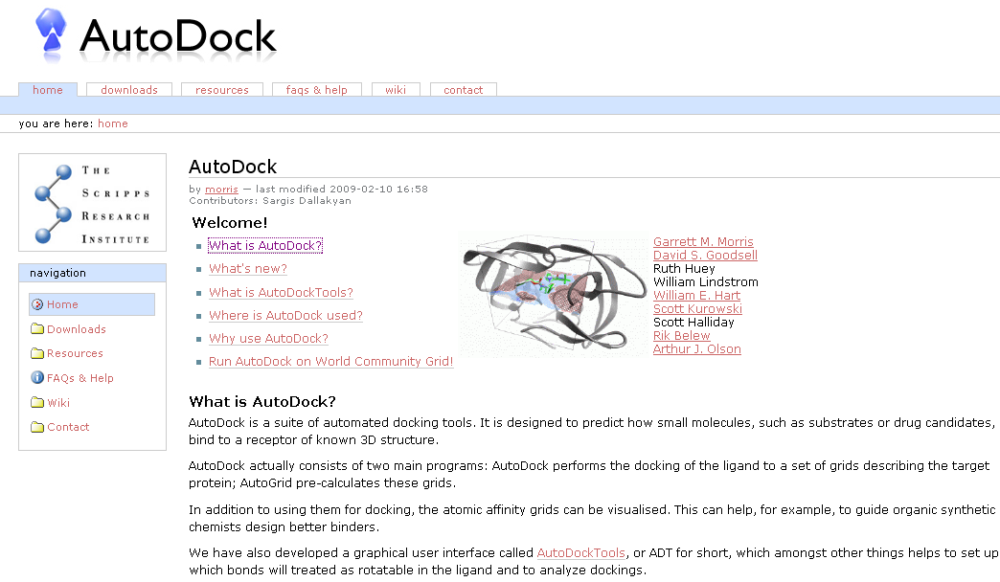 AutoDock
home downloads resources faqs & help wiki contact
you are here: home
THE
SCRIPPS
RESEARCH
INSTITUTE
navigation
Home
Downloads
Resources
FAQs & Help
Wiki
Contact
AutoDock
by morris — last modified 2009-02-10 16:58
Contributors: Sargis Dallakyan
Welcome!
What is AutoDock?
What's new?
What is AutoDockTools?
Where is AutoDock used?
Why use AutoDock?
Run AutoDock on World Community Grid!
Garrett M. Morris
David S. Goodsell
Ruth Huey
William Lindstrom
William E. Hart
Scott Kurowski
Scott Halliday
Rik Belew
Arthur J. Olson
What is AutoDock?
AutoDock is a suite of automated docking tools. It is designed to predict how small molecules, such as substrates or drug candidates,
bind to a receptor of known 3D structure.
AutoDock actually consists of two main programs: AutoDock performs the docking of the ligand to a set of grids describing the target
protein; AutoGrid pre-calculates these grids.
In addition to using them for docking, the atomic affinity grids can be visualised. This can help, for example, to guide organic synthetic
chemists design better binders.
We have also developed a graphical user interface called AutoDockTools, or ADT for short, which amongst other things helps to set up
which bonds will treated as rotatable in the ligand and to analyze dockings.